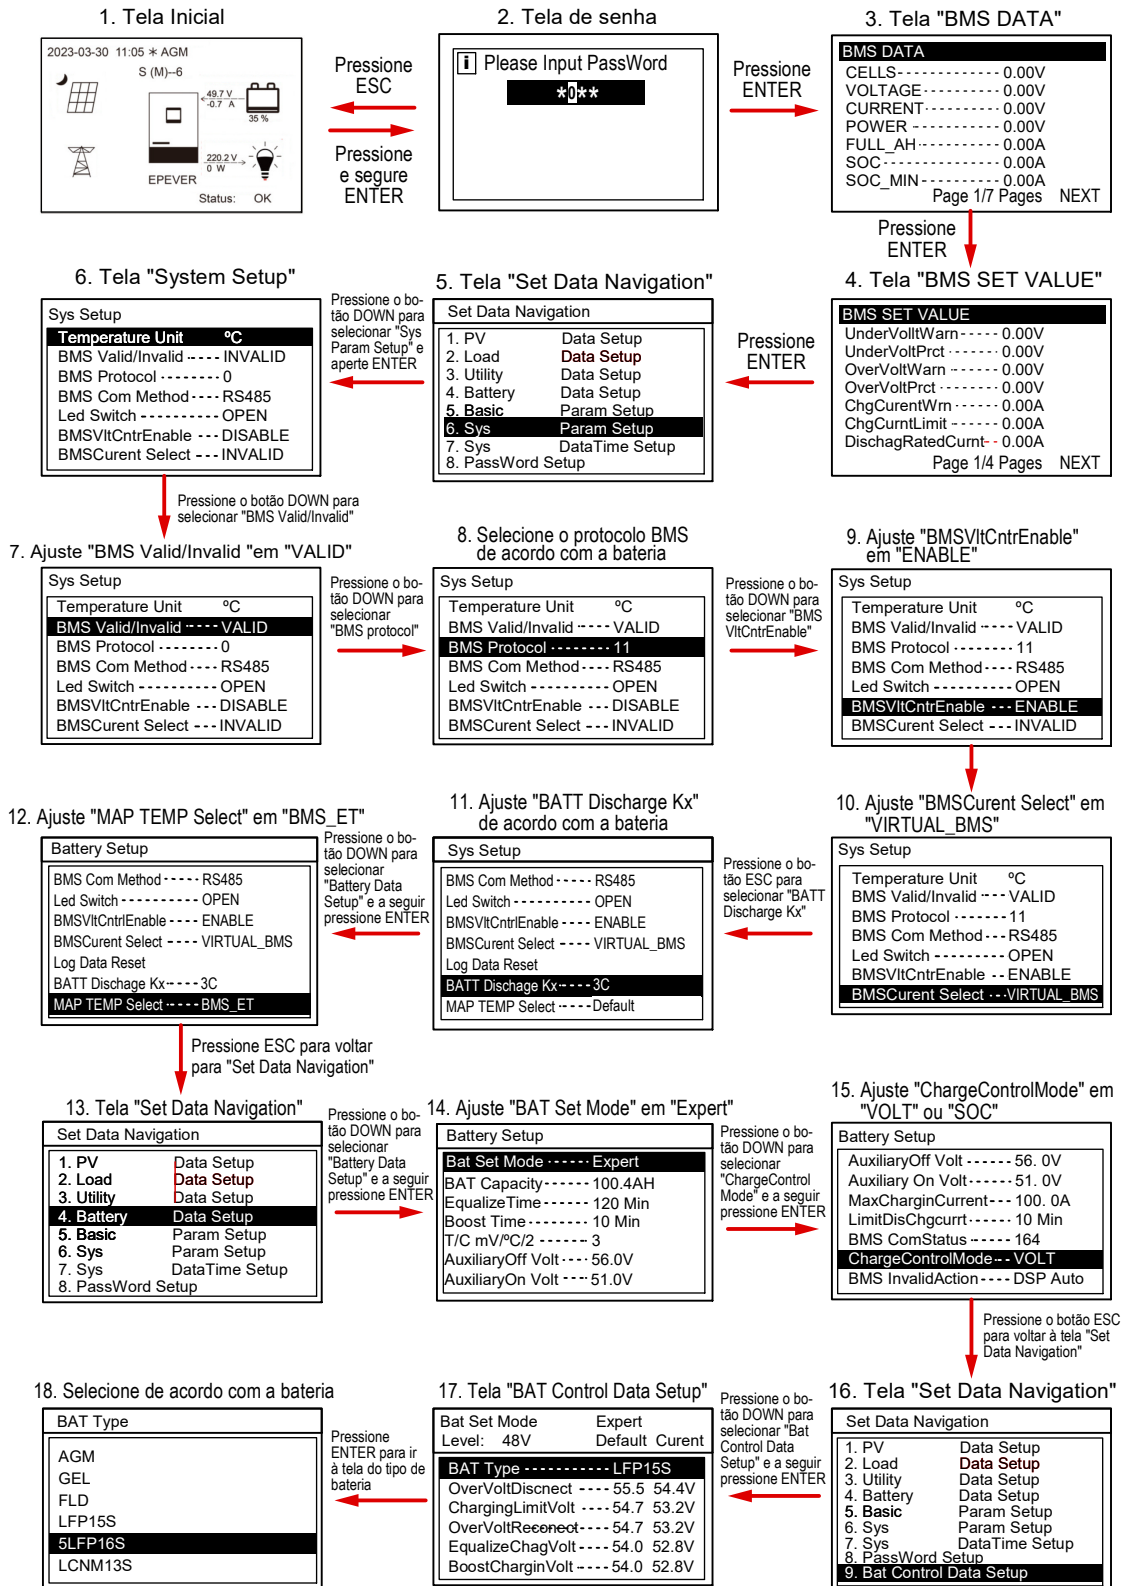 1. Tela Inicial
2023-03-30 11:05 ✳ AGM
S (M)--6
49.7 V
-0.7 A
35 %
220.2 V
0 W
EPEVER
Status: OK
Pressione
ESC
Pressione
e segure
ENTER
2. Tela de senha
i Please Input PassWord
*0**
Pressione
ENTER
3. Tela "BMS DATA"
BMS DATA
CELLS------------- 0.00V
VOLTAGE---------- 0.00V
CURRENT---------- 0.00V
POWER ----------- 0.00V
FULL_AH---------- 0.00A
SOC -------------- 0.00A
SOC_MIN---------- 0.00A
Page 1/7 Pages NEXT
Pressione
ENTER
4. Tela "BMS SET VALUE"
BMS SET VALUE
UnderVolltWarn----- 0.00V
UnderVoltPrct ------ 0.00V
OverVoltWarn ------ 0.00V
OverVoltPrct ------- 0.00V
ChgCurentWrn------ 0.00A
ChgCurntLimit ------ 0.00A
DischagRatedCurnt-- 0.00A
Page 1/4 Pages NEXT
Pressione
ENTER
5. Tela "Set Data Navigation"
Set Data Navigation
1. PV Data Setup
2. Load Data Setup
3. Utility Data Setup
4. Battery Data Setup
5. Basic Param Setup
6. Sys Param Setup
7. Sys DataTime Setup
8. PassWord Setup
Pressione o bo-
tão DOWN para
selecionar "Sys
Param Setup" e
aperte ENTER
6. Tela "System Setup"
Sys Setup
Temperature Unit ºC
BMS Valid/Invalid ---- INVALID
BMS Protocol -------- 0
BMS Com Method---- RS485
Led Switch ---------- OPEN
BMSVltCntrEnable --- DISABLE
BMSCurent Select --- INVALID
Pressione o botão DOWN para
selecionar "BMS Valid/Invalid"
7. Ajuste "BMS Valid/Invalid "em "VALID"
Sys Setup
Temperature Unit ºC
BMS Valid/Invalid ---- VALID
BMS Protocol -------- 0
BMS Com Method---- RS485
Led Switch ---------- OPEN
BMSVltCntrEnable --- DISABLE
BMSCurent Select --- INVALID
Pressione o bo-
tão DOWN para
selecionar
"BMS protocol"
8. Selecione o protocolo BMS
de acordo com a bateria
Sys Setup
Temperature Unit ºC
BMS Valid/Invalid ---- VALID
BMS Protocol -------- 11
BMS Com Method---- RS485
Led Switch ---------- OPEN
BMSVltCntrEnable --- DISABLE
BMSCurent Select --- INVALID
Pressione o bo-
tão DOWN para
selecionar "BMS
VltCntrEnable"
9. Ajuste "BMSVltCntrEnable"
em "ENABLE"
Sys Setup
Temperature Unit ºC
BMS Valid/Invalid ---- VALID
BMS Protocol -------- 11
BMS Com Method---- RS485
Led Switch ---------- OPEN
BMSVltCntrEnable --- ENABLE
BMSCurent Select --- INVALID
10. Ajuste "BMSCurent Select" em
"VIRTUAL_BMS"
Sys Setup
Temperature Unit ºC
BMS Valid/Invalid ---- VALID
BMS Protocol ------- 11
BMS Com Method--- RS485
Led Switch --------- OPEN
BMSVltCntrEnable -- ENABLE
BMSCurent Select ---VIRTUAL_BMS
Pressione o bo-
tão ESC para
selecionar "BATT
Discharge Kx"
11. Ajuste "BATT Discharge Kx"
de acordo com a bateria
Sys Setup
BMS Com Method----- RS485
Led Switch ---------- OPEN
BMSVltCntrlEnable ---- ENABLE
BMSCurent Select ---- VIRTUAL_BMS
Log Data Reset
BATT Dischage Kx----- 3C
MAP TEMP Select -----Default
Pressione o bo-
tão DOWN para
selecionar
"Battery Data
Setup" e a seguir
pressione ENTER
12. Ajuste "MAP TEMP Select" em "BMS_ET"
Battery Setup
BMS Com Method----- RS485
Led Switch ---------- OPEN
BMSVltCntrlEnable ---- ENABLE
BMSCurent Select ---- VIRTUAL_BMS
Log Data Reset
BATT Dischage Kx----- 3C
MAP TEMP Select ----- BMS_ET
Pressione ESC para voltar
para "Set Data Navigation"
13. Tela "Set Data Navigation"
Set Data Navigation
1. PV Data Setup
2. Load Data Setup
3. Utility Data Setup
4. Battery Data Setup
5. Basic Param Setup
6. Sys Param Setup
7. Sys DataTime Setup
8. PassWord Setup
Pressione o bo-
tão DOWN para
selecionar
"Battery Data
Setup" e a seguir
pressione ENTER
14. Ajuste "BAT Set Mode" em "Expert"
Battery Setup
Bat Set Mode ------ Expert
BAT Capacity------- 100.4AH
EqualizeTime------- 120 Min
Boost Time-------- 10 Min
T/C mV/ºC/2 ------ 3
AuxiliaryOff Volt---- 56.0V
AuxiliaryOn Volt ---- 51.0V
Pressione o bo-
tão DOWN para
selecionar
"ChargeControl
Mode" e a seguir
pressione ENTER
15. Ajuste "ChargeControlMode" em
"VOLT" ou "SOC"
Battery Setup
AuxiliaryOff Volt ------ 56. 0V
Auxiliary On Volt----- 51. 0V
MaxCharginCurrent--- 100. 0A
LimitDisChgcurrt------ 10 Min
BMS ComStatus ------ 164
ChargeControlMode-- VOLT
BMS InvalidAction---- DSP Auto
Pressione o botão ESC
para voltar à tela "Set
Data Navigation"
16. Tela "Set Data Navigation"
Set Data Navigation
1. PV Data Setup
2. Load Data Setup
3. Utility Data Setup
4. Battery Data Setup
5. Basic Param Setup
6. Sys Param Setup
7. Sys DataTime Setup
8. PassWord Setup
9. Bat Control Data Setup
Pressione o bo-
tão DOWN para
selecionar "Bat
Control Data
Setup" e a seguir
pressione ENTER
17. Tela "BAT Control Data Setup"
Bat Set Mode Expert
Level: 48V Default Curent
BAT Type ----------- LFP15S
OverVoltDiscnect ---- 55.5 54.4V
ChargingLimitVolt ---- 54.7 53.2V
OverVoltReconect---- 54.7 53.2V
EqualizeChagVolt---- 54.0 52.8V
BoostCharginVolt ---- 54.0 52.8V
Pressione
ENTER para ir
à tela do tipo de
bateria
18. Selecione de acordo com a bateria
BAT Type
AGM
GEL
FLD
LFP15S
5LFP16S
LCNM13S